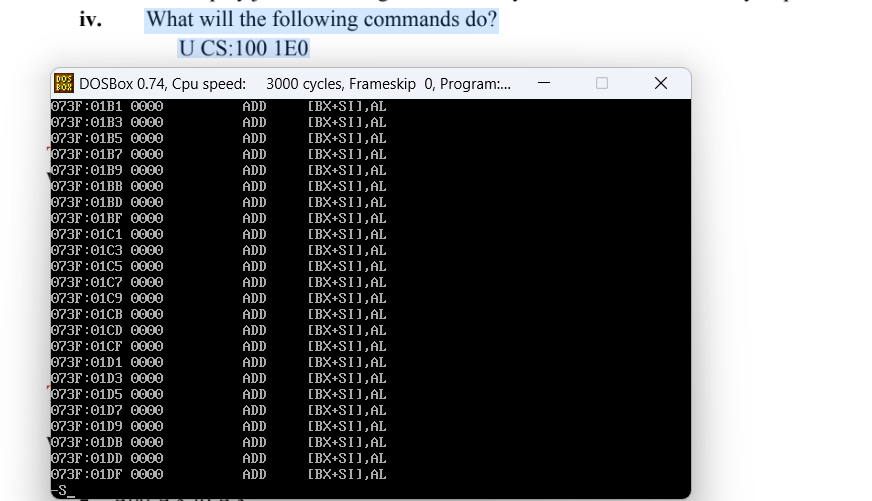 iv. What will the following commands do?
U CS:100 1E0
DOSBox 0.74, Cpu speed: 3000 cycles, Frameskip 0, Program:...
073F:01B1 0000 ADD [BX+SI],AL
073F:01B3 0000 ADD [BX+SI],AL
073F:01B5 0000 ADD [BX+SI],AL
073F:01B7 0000 ADD [BX+SI],AL
073F:01B9 0000 ADD [BX+SI],AL
073F:01BB 0000 ADD [BX+SI],AL
073F:01BD 0000 ADD [BX+SI],AL
073F:01BF 0000 ADD [BX+SI],AL
073F:01C1 0000 ADD [BX+SI],AL
073F:01C3 0000 ADD [BX+SI],AL
073F:01C5 0000 ADD [BX+SI],AL
073F:01C7 0000 ADD [BX+SI],AL
073F:01C9 0000 ADD [BX+SI],AL
073F:01CB 0000 ADD [BX+SI],AL
073F:01CD 0000 ADD [BX+SI],AL
073F:01CF 0000 ADD [BX+SI],AL
073F:01D1 0000 ADD [BX+SI],AL
073F:01D3 0000 ADD [BX+SI],AL
073F:01D5 0000 ADD [BX+SI],AL
073F:01D7 0000 ADD [BX+SI],AL
073F:01D9 0000 ADD [BX+SI],AL
073F:01DB 0000 ADD [BX+SI],AL
073F:01DD 0000 ADD [BX+SI],AL
073F:01DF 0000 ADD [BX+SI],AL
-S_